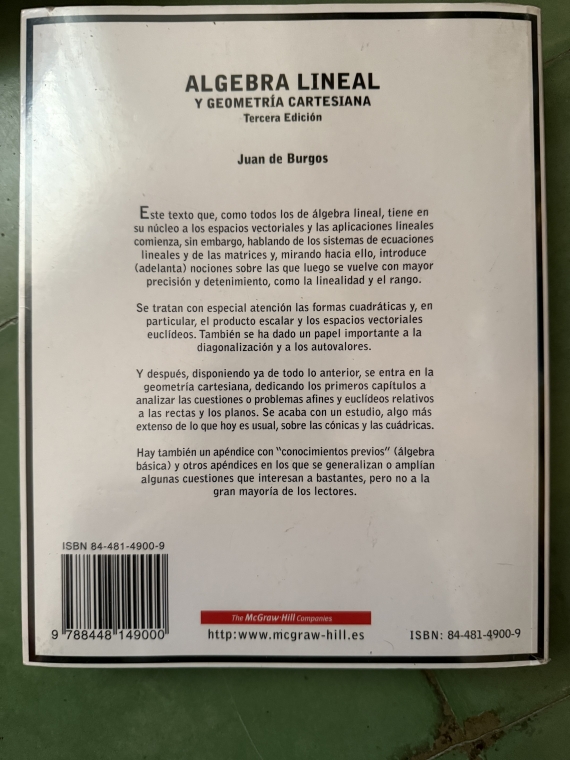 ALGEBRA LINEAL
Y GEOMETRÍA CARTESIANA
Tercera Edición
Juan de Burgos
Este texto que, como todos los de álgebra lineal, tiene en
su núcleo a los espacios vectoriales y las aplicaciones lineales
comienza, sin embargo, hablando de los sistemas de ecuaciones
lineales y de las matrices y, mirando hacia ello, introduce
(adelanta) nociones sobre las que luego se vuelve con mayor
precisión y detenimiento, como la linealidad y el rango.
Se tratan con especial atención las formas cuadráticas y, en
particular, el producto escalar y los espacios vectoriales
euclídeos. También se ha dado un papel importante a la
diagonalización y a los autovalores.
Y después, disponiendo ya de todo lo anterior, se entra en la
geometría cartesiana, dedicando los primeros capítulos a
analizar las cuestiones o problemas afines y euclídeos relativos
a las rectas y los planos. Se acaba con un estudio, algo más
extenso de lo que hoy es usual, sobre las cónicas y las cuádricas.
Hay también un apéndice con "conocimientos previos" (álgebra
básica) y otros apéndices en los que se generalizan o amplían
algunas cuestiones que interesan a bastantes, pero no a la
gran mayoría de los lectores.
ISBN 84-481-4900-9
9 788448 149000
The McGraw-Hill Companies
http:www.mcgraw-hill.es
ISBN: 84-481-4900-9